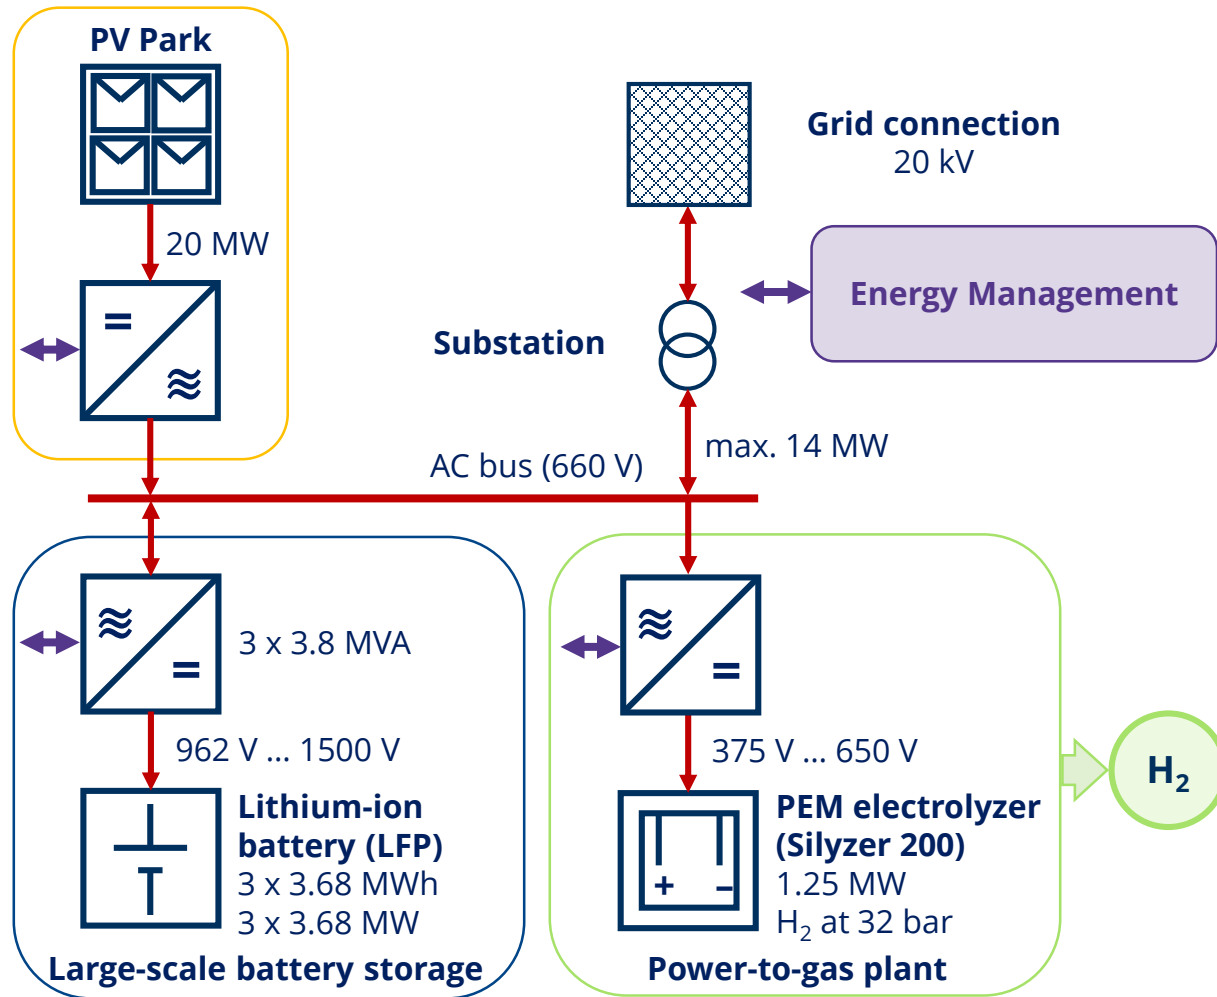 PV Park
20 MW
=
≋
Grid connection
20 kV
Energy Management
Substation
max. 14 MW
AC bus (660 V)
≋
=
3 x 3.8 MVA
962 V ... 1500 V
Lithium-ion
battery (LFP)
3 x 3.68 MWh
3 x 3.68 MW
Large-scale battery storage
≋
=
375 V ... 650 V
+ −
PEM electrolyzer
(Silyzer 200)
1.25 MW
H₂ at 32 bar
Power-to-gas plant
H₂